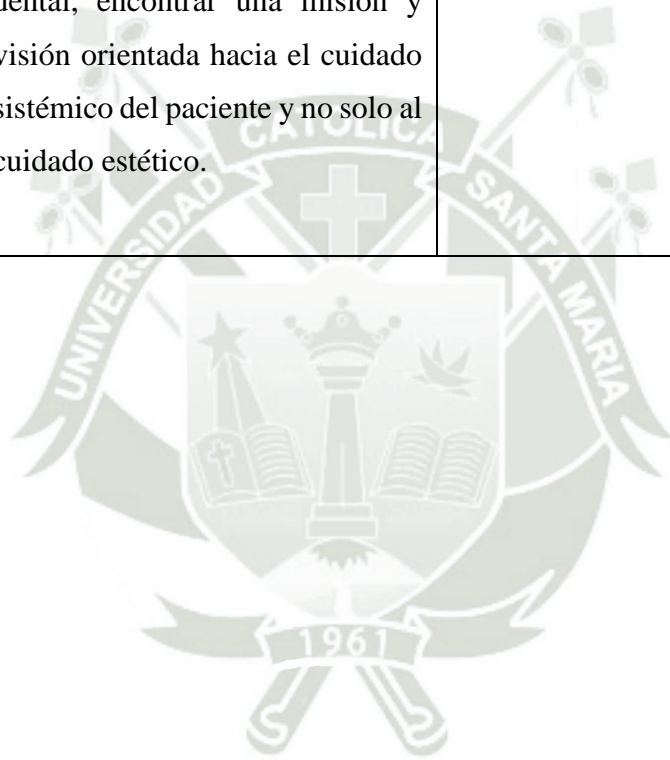 dental, encontrar una misión y
visión orientada hacia el cuidado
sistémico del paciente y no solo al
cuidado estético.
UNIVERSIDAD CATÓLICA SANTA MARIA
1961